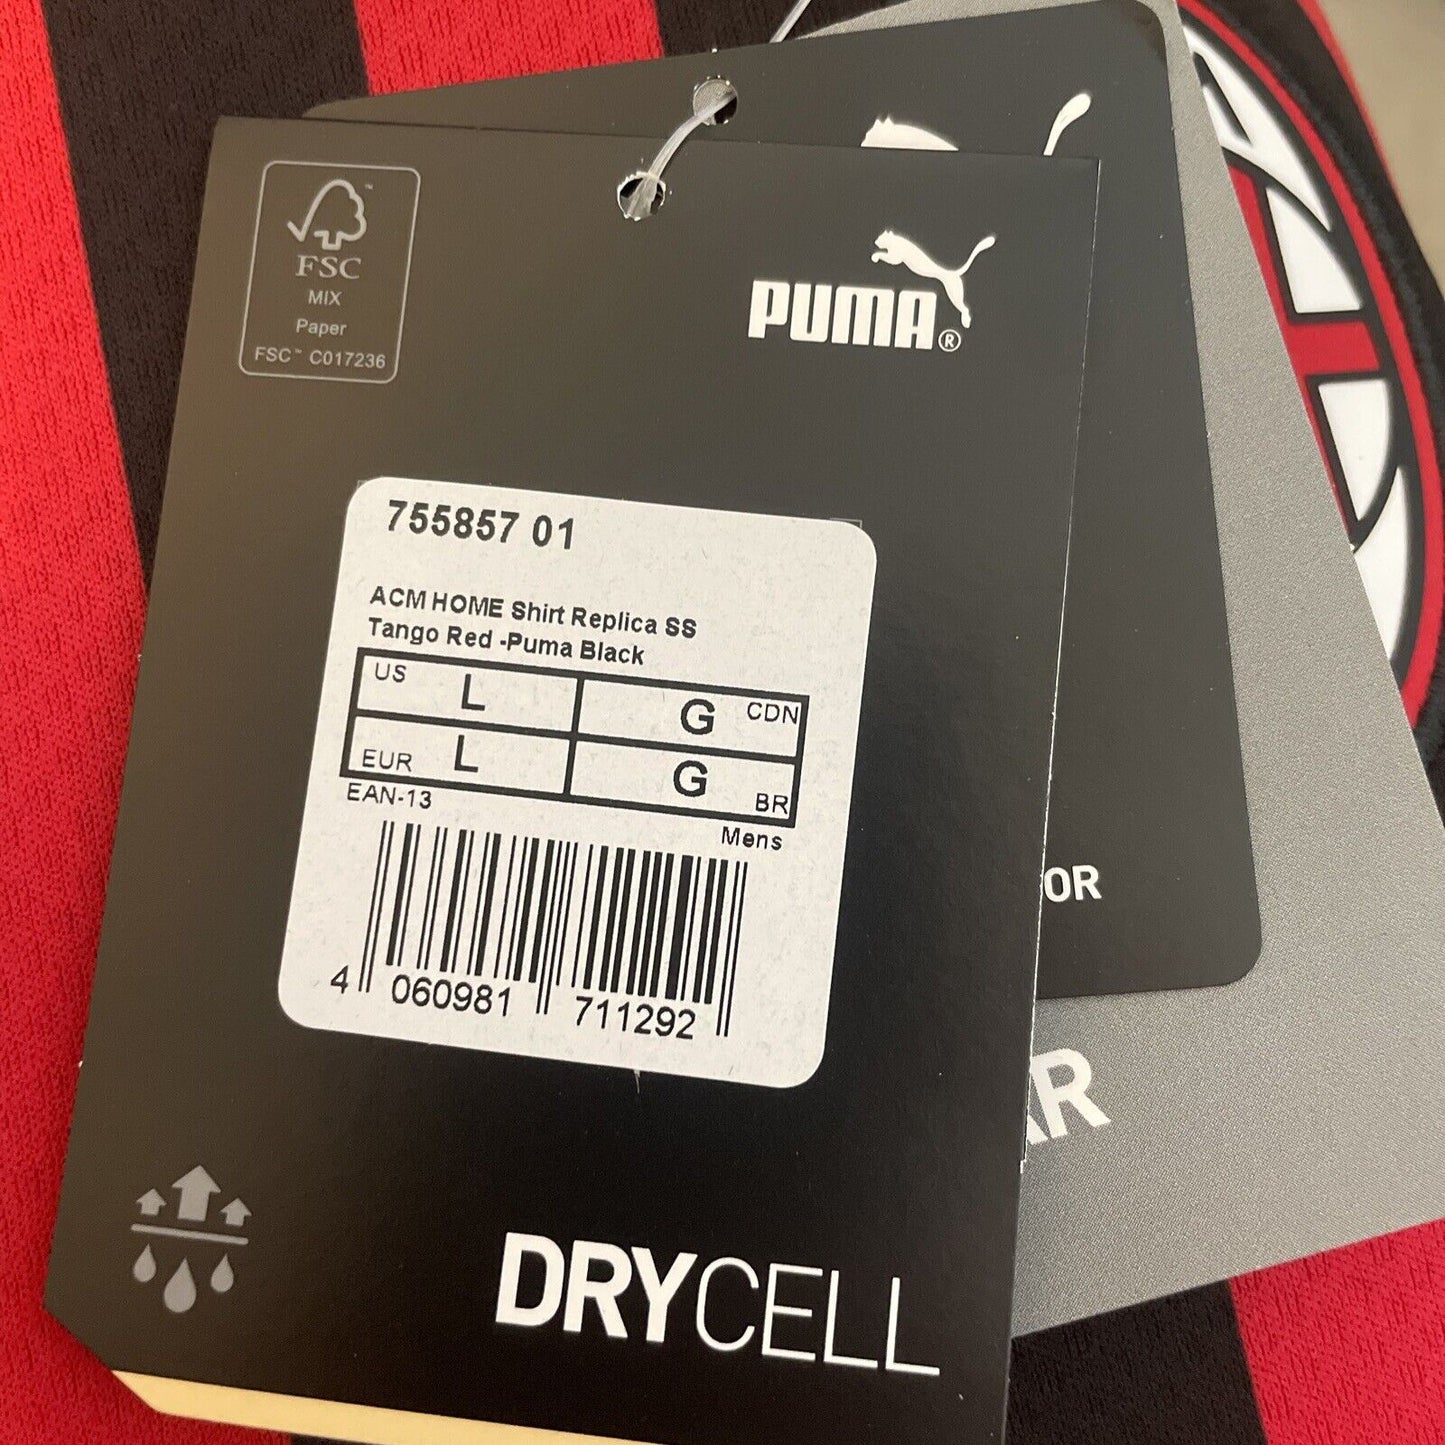 FSC
MIX
Paper
FSC™ C017236
PUMA®
755857 01
ACM HOME Shirt Replica SS
Tango Red -Puma Black
US L G CDN
EUR L G BR
EAN-13
Mens
4 060981 711292
DRYCELL
OR
R